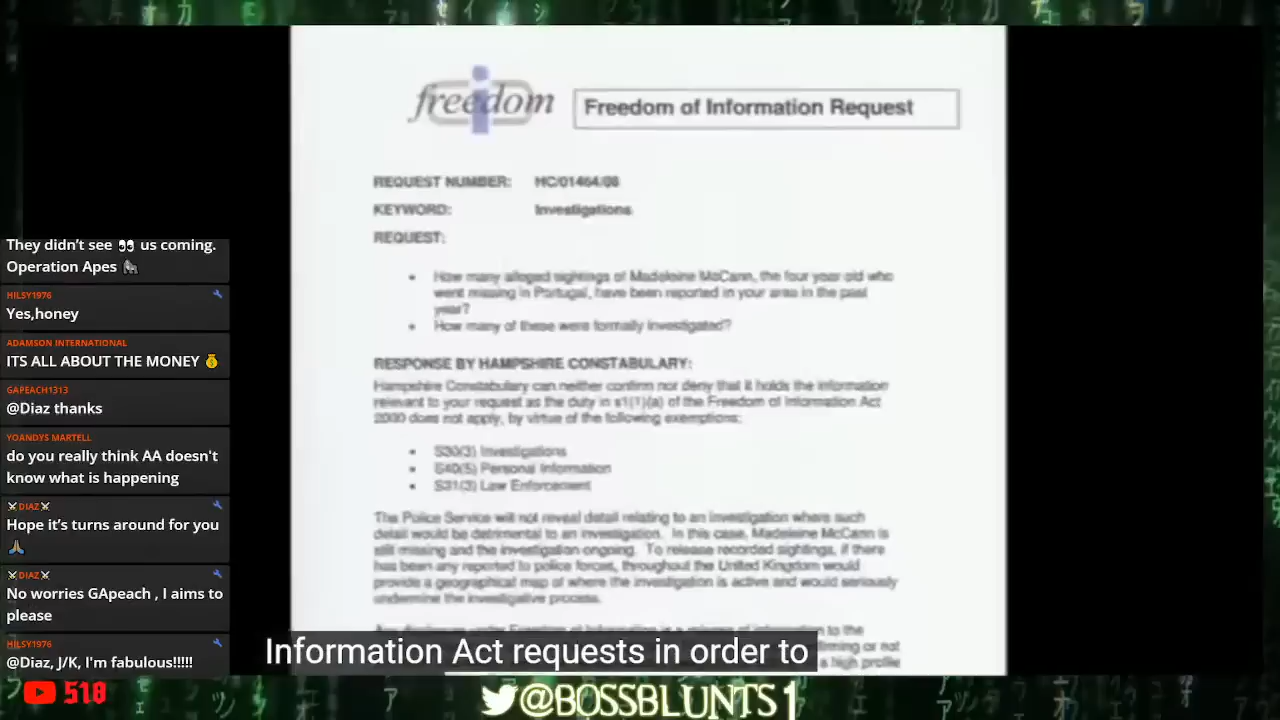 freedom
Freedom of Information Request
REQUEST NUMBER: HC/01464/08
KEYWORD: Investigations
REQUEST:
• How many alleged sightings of Madeleine McCann, the four year old who
went missing in Portugal, have been reported in your area in the past
year?
• How many of these were formally investigated?
RESPONSE BY HAMPSHIRE CONSTABULARY:
Hampshire Constabulary can neither confirm nor deny that it holds the information
relevant to your request as the duty in s1(1)(a) of the Freedom of Information Act
2000 does not apply, by virtue of the following exemptions:
• S30(3) Investigations
• S40(5) Personal Information
• S31(3) Law Enforcement
The Police Service will not reveal detail relating to an investigation where such
detail would be detrimental to an investigation. In this case, Madeleine McCann is
still missing and the investigation ongoing. To release recorded sightings, if there
has been any reported to police forces, throughout the United Kingdom would
provide a geographical map of where the investigation is active and would seriously
undermine the investigative process.
a high profile
Information Act requests in order to
They didn't see 👀 us coming.
Operation Apes 🦍
HILSY1976
Yes,honey
ADAMSON INTERNATIONAL
ITS ALL ABOUT THE MONEY 💰
GAPEACH1313
@Diaz thanks
YOANDYS MARTELL
do you really think AA doesn't
know what is happening
⚔DIAZ⚔
Hope it's turns around for you
🙏
⚔DIAZ⚔
No worries GApeach , I aims to
please
HILSY1976
@Diaz, J/K, I'm fabulous!!!!!
518
@BOSSBLUNTS1